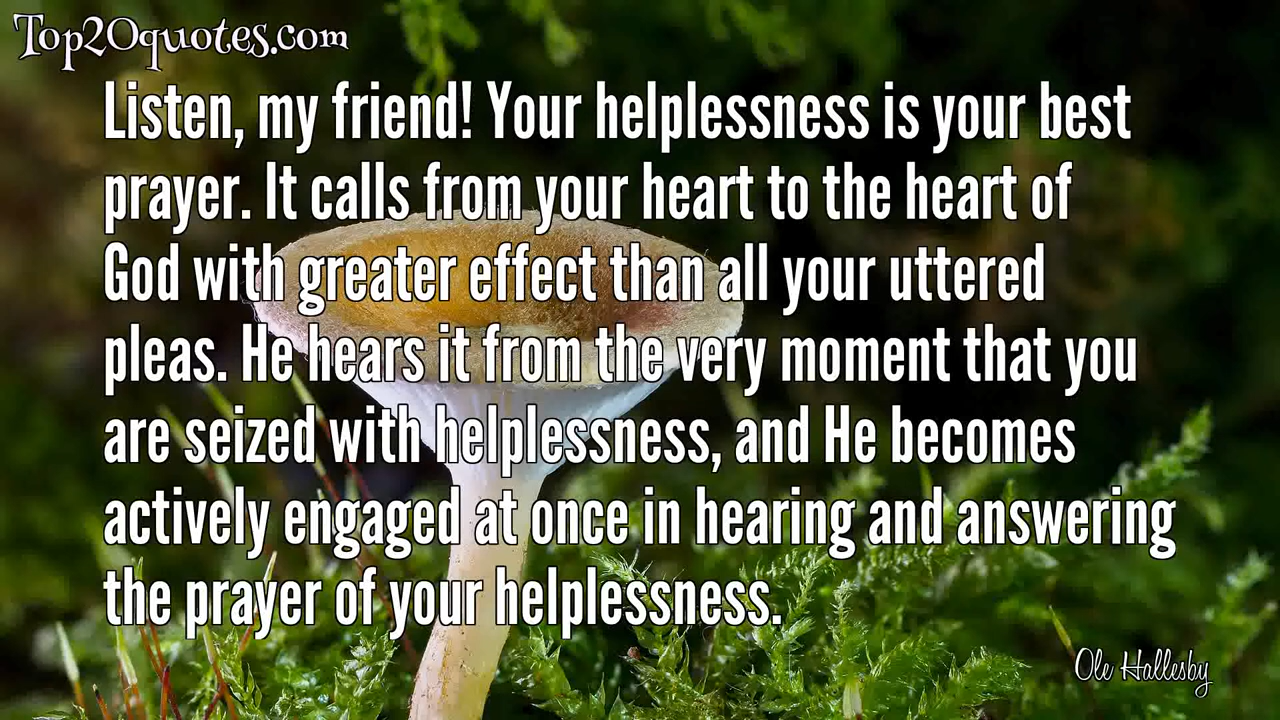 Top20quotes.com
Listen, my friend! Your helplessness is your best
prayer. It calls from your heart to the heart of
God with greater effect than all your uttered
pleas. He hears it from the very moment that you
are seized with helplessness, and He becomes
actively engaged at once in hearing and answering
the prayer of your helplessness.
Ole Hallesby